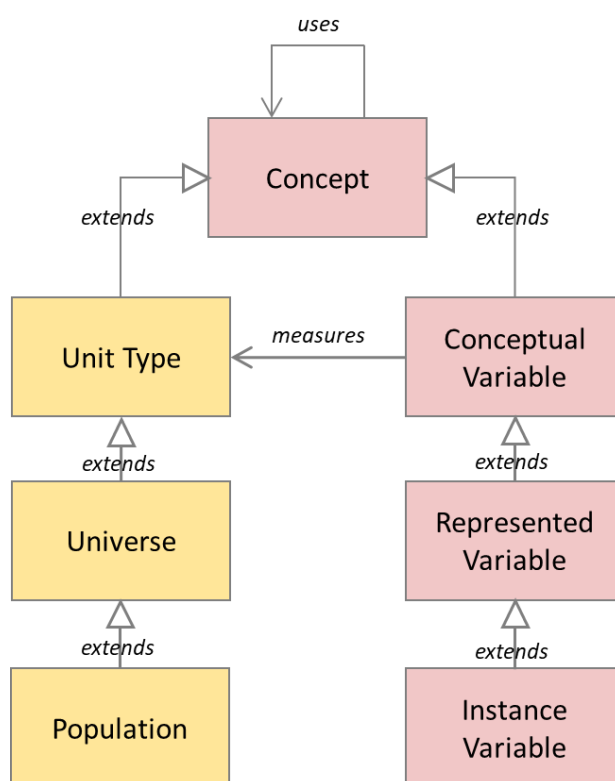 uses
Concept
extends
extends
Unit Type
measures
Conceptual
Variable
extends
extends
Universe
Represented
Variable
extends
extends
Population
Instance
Variable